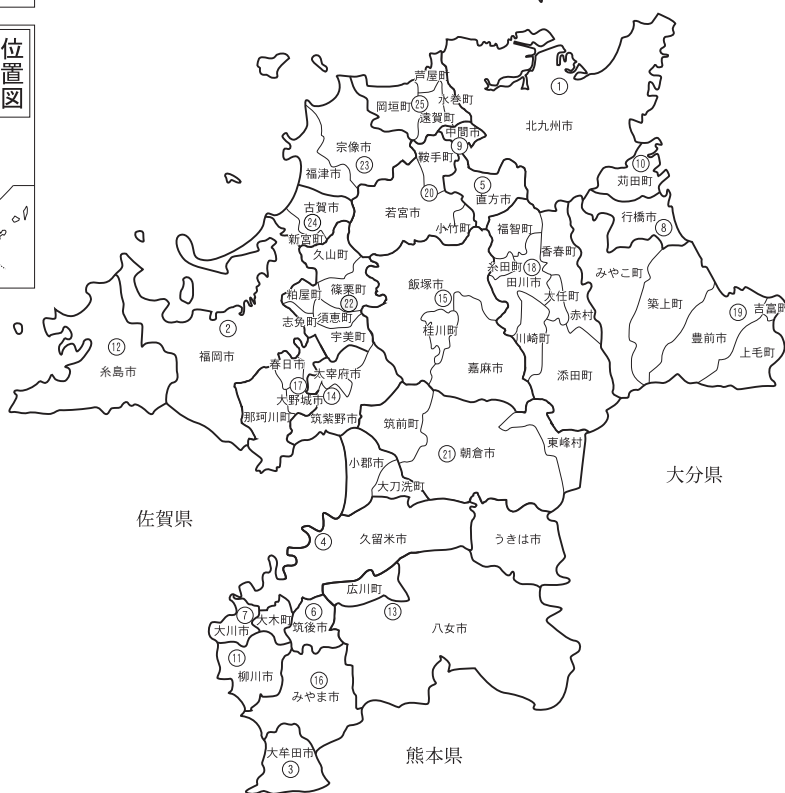 位置図
①
北九州市
芦屋町
水巻町
岡垣町
㉕
遠賀町
中間市
⑨
宗像市
㉓
福津市
鞍手町
⑳
若宮市
小竹町
⑤
直方市
⑩
苅田町
行橋市
⑧
みやこ町
築上町
⑲
吉富町
豊前市
上毛町
古賀市
㉔
新宮町
久山町
粕屋町
篠栗町
㉒
志免町
須恵町
宇美町
福智町
香春町
糸田町
⑱
田川市
大任町
赤村
川崎町
添田町
飯塚市
⑮
桂川町
嘉麻市
②
福岡市
⑫
糸島市
春日市
⑰
大野城市
太宰府市
⑭
那珂川町
筑紫野市
筑前町
㉑
朝倉市
東峰村
小郡市
大刀洗町
大分県
佐賀県
④
久留米市
うきは市
広川町
⑬
八女市
⑦
大川市
大木町
⑥
筑後市
⑪
柳川市
⑯
みやま市
大牟田市
③
熊本県